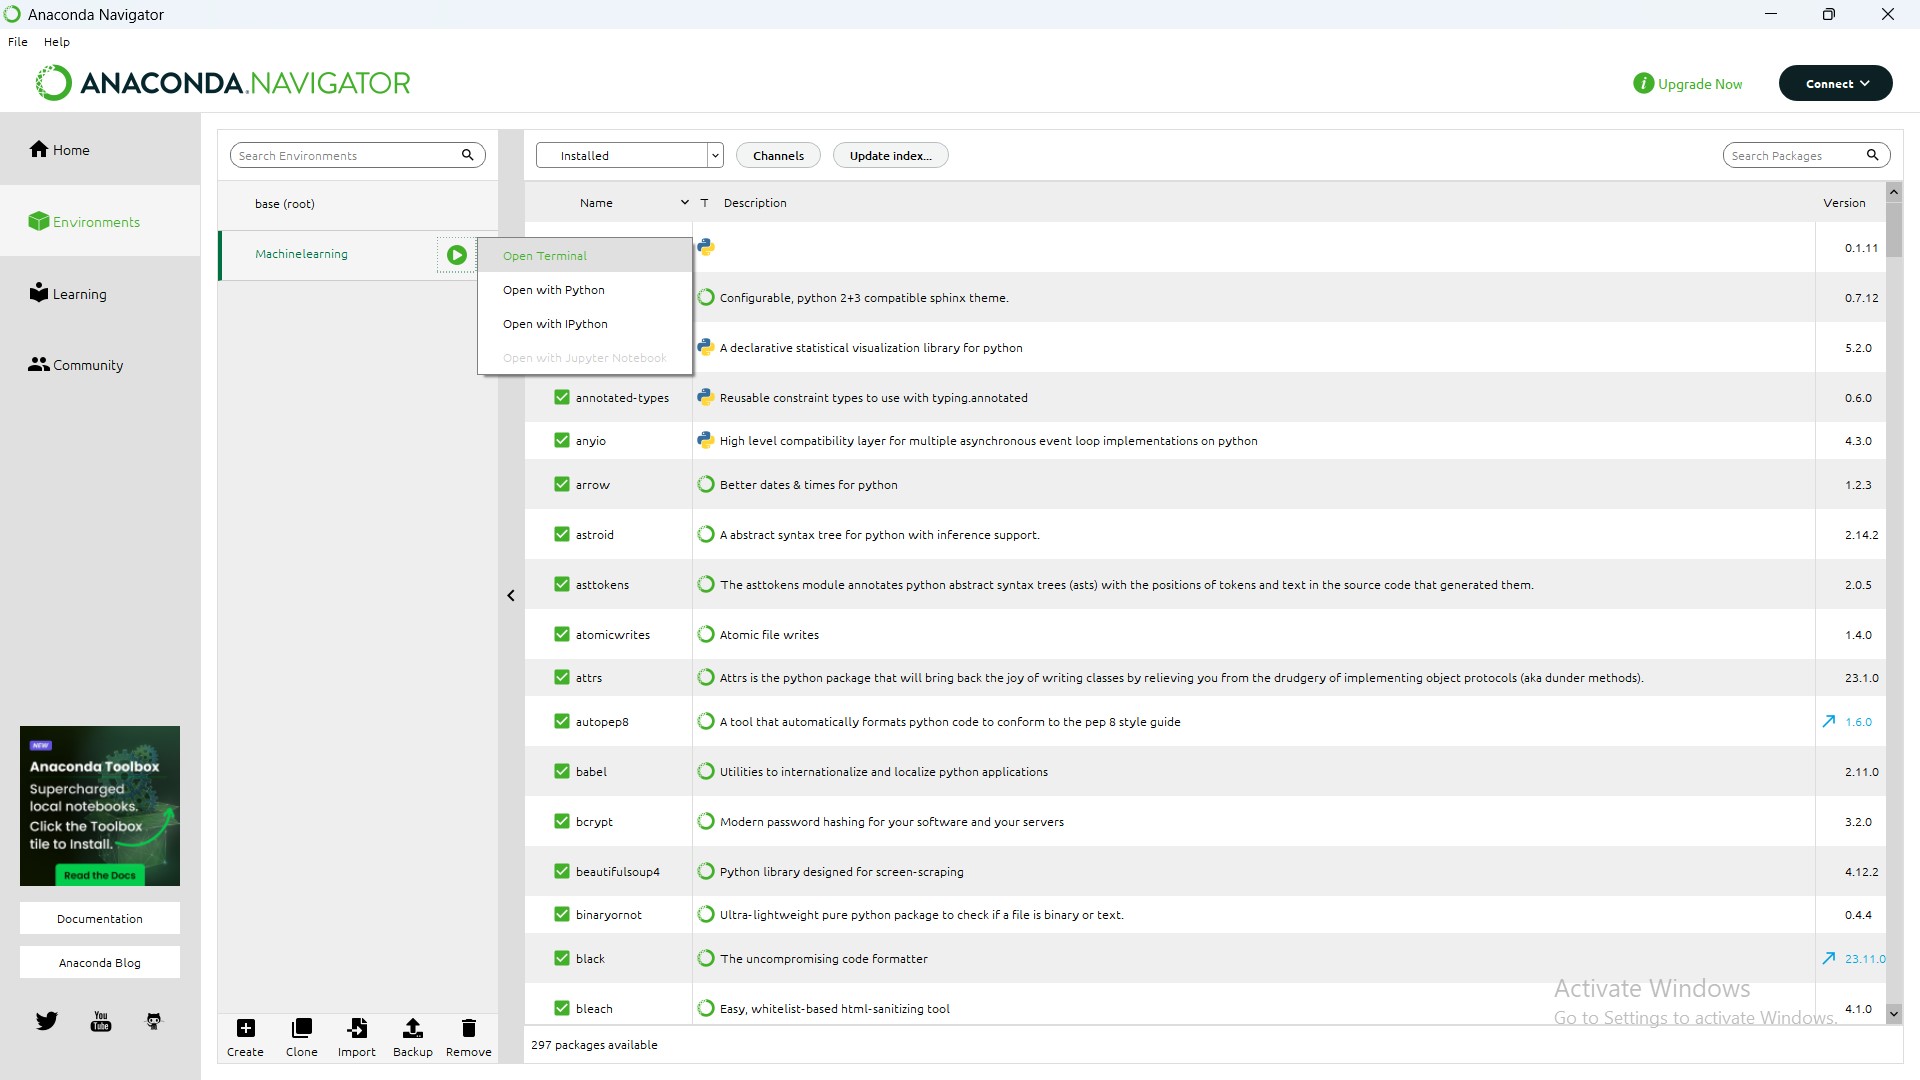 Anaconda Navigator
File Help
ANACONDA.NAVIGATOR
i Upgrade Now Connect
Home
Environments
Learning
Community
NEW
Anaconda Toolbox
Supercharged
local notebooks.
Click the Toolbox
tile to Install.
Read the Docs
Documentation
Anaconda Blog
You
Tube
Search Environments
base (root)
Machinelearning
Open Terminal
Open with Python
Open with IPython
Open with Jupyter Notebook
Create Clone Import Backup Remove
Installed Channels Update index... Search Packages
Name T Description Version
0.1.11
Configurable, python 2+3 compatible sphinx theme. 0.7.12
A declarative statistical visualization library for python 5.2.0
annotated-types Reusable constraint types to use with typing.annotated 0.6.0
anyio High level compatibility layer for multiple asynchronous event loop implementations on python 4.3.0
arrow Better dates & times for python 1.2.3
astroid A abstract syntax tree for python with inference support. 2.14.2
asttokens The asttokens module annotates python abstract syntax trees (asts) with the positions of tokens and text in the source code that generated them. 2.0.5
atomicwrites Atomic file writes 1.4.0
attrs Attrs is the python package that will bring back the joy of writing classes by relieving you from the drudgery of implementing object protocols (aka dunder methods). 23.1.0
autopep8 A tool that automatically formats python code to conform to the pep 8 style guide 1.6.0
babel Utilities to internationalize and localize python applications 2.11.0
bcrypt Modern password hashing for your software and your servers 3.2.0
beautifulsoup4 Python library designed for screen-scraping 4.12.2
binaryornot Ultra-lightweight pure python package to check if a file is binary or text. 0.4.4
black The uncompromising code formatter 23.11.0
bleach Easy, whitelist-based html-sanitizing tool 4.1.0
Activate Windows
Go to Settings to activate Windows.
297 packages available